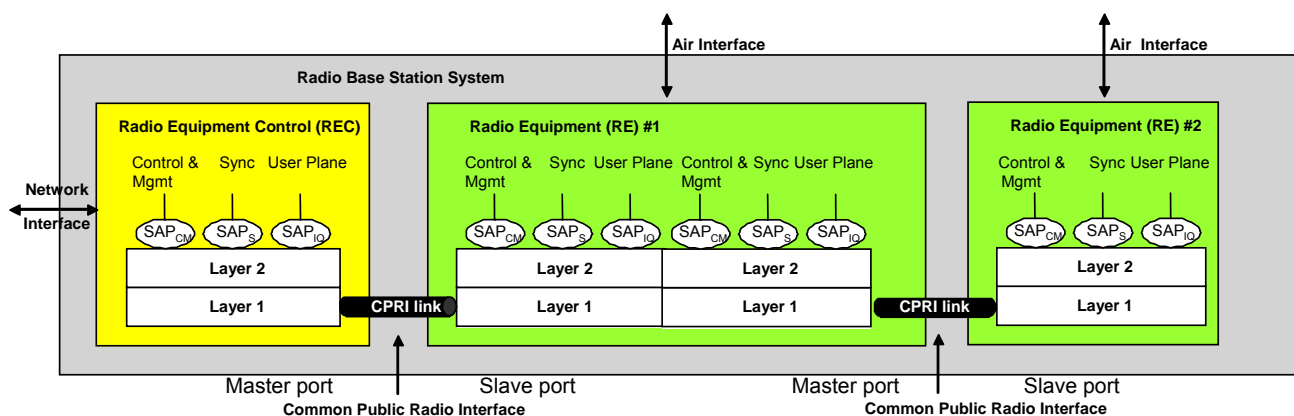 Air Interface
Air Interface
Radio Base Station System
Radio Equipment Control (REC)
Radio Equipment (RE) #1
Radio Equipment (RE) #2
Control & Mgmt
Sync
User Plane
Control & Mgmt
Sync
User Plane
Control & Mgmt
Sync
User Plane
Control & Mgmt
Sync
User Plane
Network
Interface
SAPCM
SAPS
SAPIQ
SAPCM
SAPS
SAPIQ
SAPCM
SAPS
SAPIQ
SAPCM
SAPS
SAPIQ
Layer 2
Layer 2
Layer 2
Layer 2
Layer 1
CPRI link
Layer 1
Layer 1
CPRI link
Layer 1
Master port
Slave port
Master port
Slave port
Common Public Radio Interface
Common Public Radio Interface